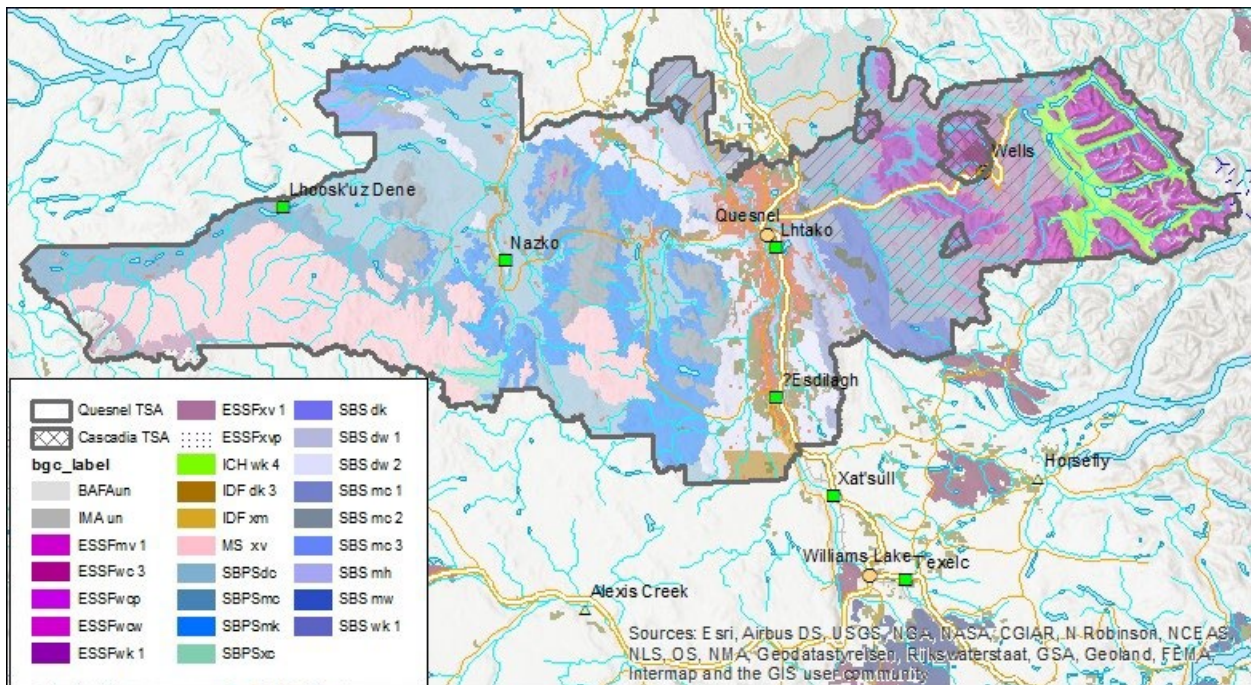 Wells
Lhoosk'uz Dene
Quesnel
Lhtako
Nazko
?Esdilagh
Horsefly
Xat'sull
Williams Lake
T'exelc
Alexis Creek
Quesnel TSA
Cascadia TSA
bgc_label
BAFAun
IMA un
ESSFmv 1
ESSFwc 3
ESSFwcp
ESSFwcw
ESSFwk 1
ESSFxv 1
ESSFxvp
ICH wk 4
IDF dk 3
IDF xm
MS xv
SBPSdc
SBPSmc
SBPSmk
SBPSxc
SBS dk
SBS dw 1
SBS dw 2
SBS mc 1
SBS mc 2
SBS mc 3
SBS mh
SBS mw
SBS wk 1
Sources: Esri, Airbus DS, USGS, NGA, NASA, CGIAR, N Robinson, NCEAS,
NLS, OS, NMA, Geodatastyrelsen, Rijkswaterstaat, GSA, Geoland, FEMA,
Intermap and the GIS user community